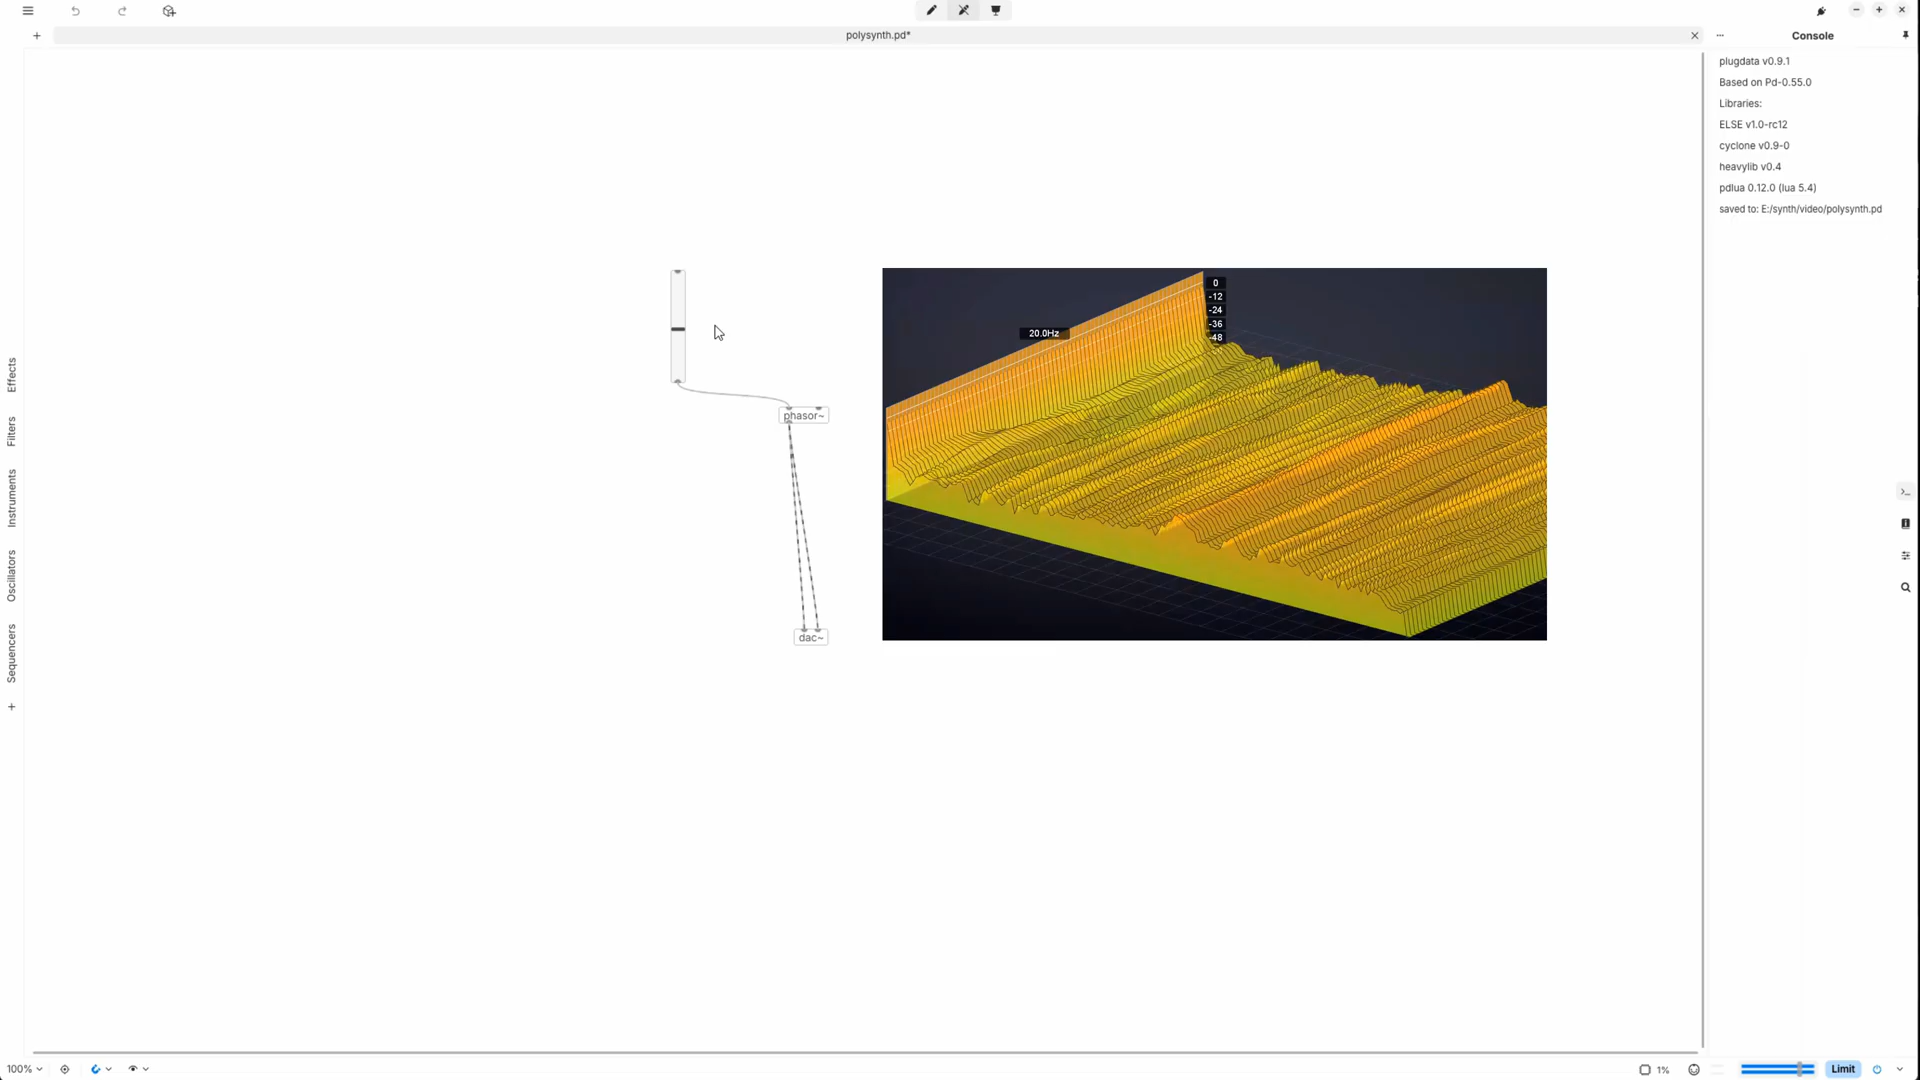 polysynth.pd*
Console
plugdata v0.9.1
Based on Pd-0.55.0
Libraries:
ELSE v1.0-rc12
cyclone v0.9-0
heavylib v0.4
pdlua 0.12.0 (lua 5.4)
saved to: E:/synth/video/polysynth.pd
0
-12
-24
-36
-48
20.0Hz
phasor~
dac~
Effects
Filters
Instruments
Oscillators
Sequencers
100%
1%
Limit